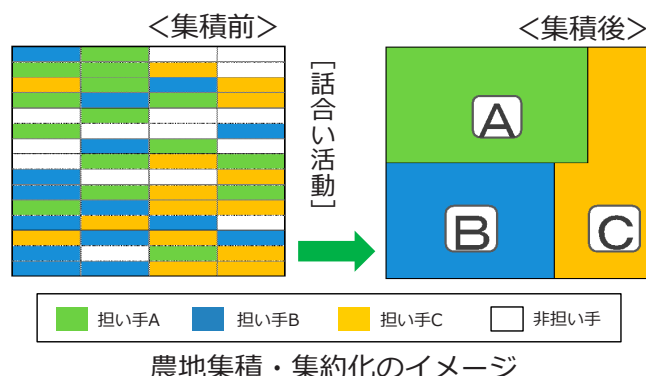 ＜集積前＞
＜集積後＞
［話合い活動］
A
B
C
担い手A
担い手B
担い手C
非担い手
農地集積・集約化のイメージ